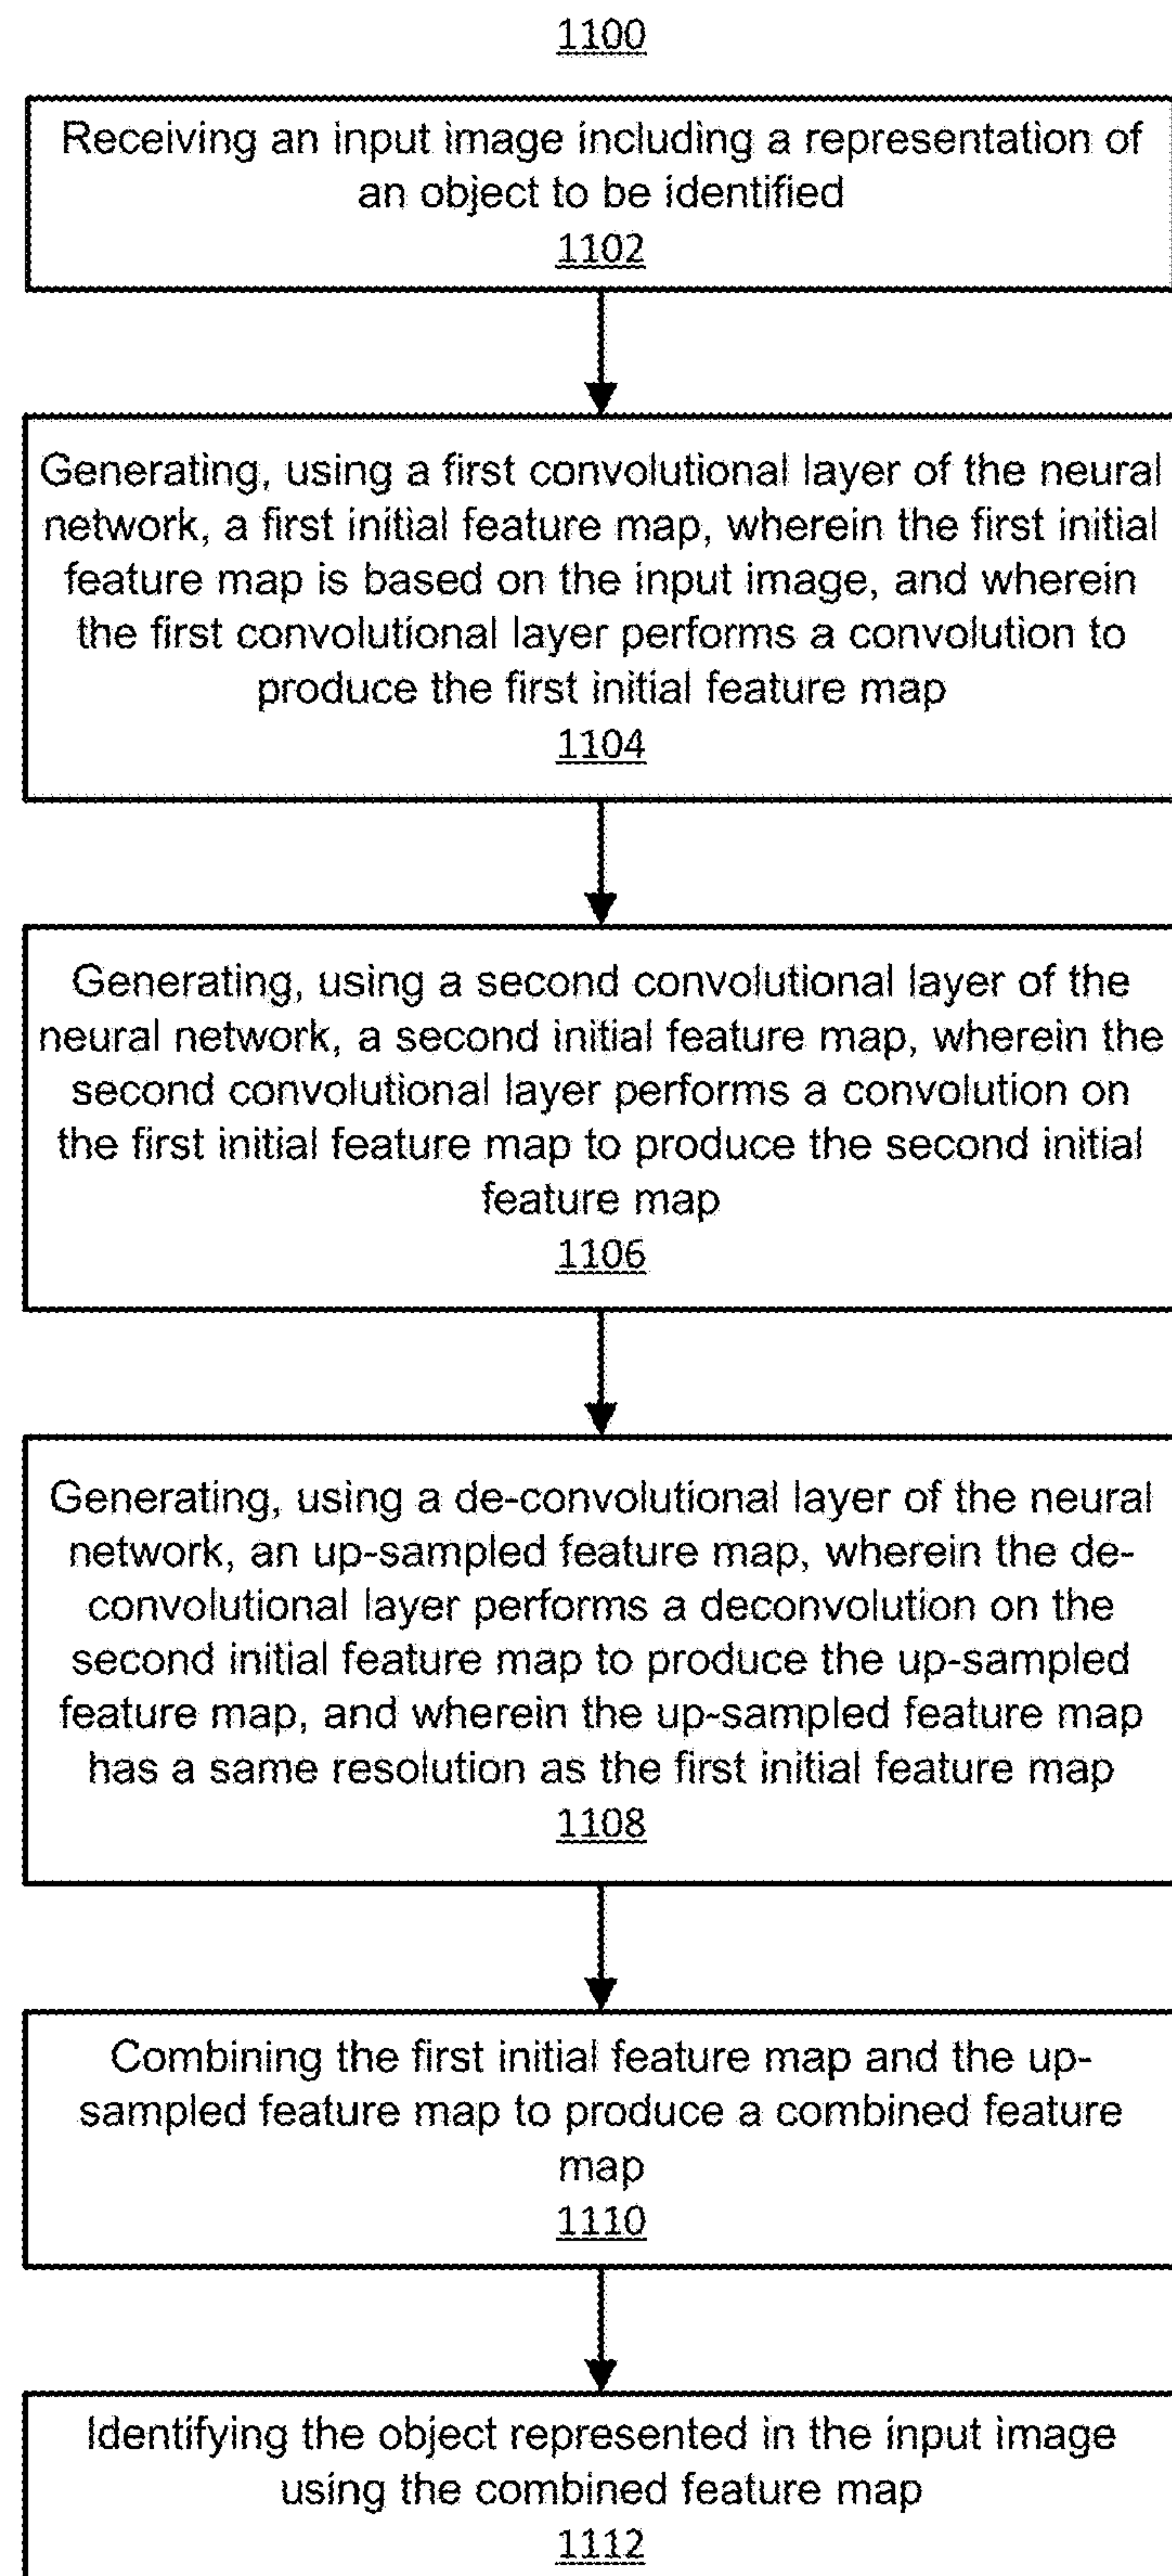 1100
Receiving an input image including a representation of
an object to be identified
1102
Generating, using a first convolutional layer of the neural
network, a first initial feature map, wherein the first initial
feature map is based on the input image, and wherein
the first convolutional layer performs a convolution to
produce the first initial feature map
1104
Generating, using a second convolutional layer of the
neural network, a second initial feature map, wherein the
second convolutional layer performs a convolution on
the first initial feature map to produce the second initial
feature map
1106
Generating, using a de-convolutional layer of the neural
network, an up-sampled feature map, wherein the de-
convolutional layer performs a deconvolution on the
second initial feature map to produce the up-sampled
feature map, and wherein the up-sampled feature map
has a same resolution as the first initial feature map
1108
Combining the first initial feature map and the up-
sampled feature map to produce a combined feature
map
1110
Identifying the object represented in the input image
using the combined feature map
1112